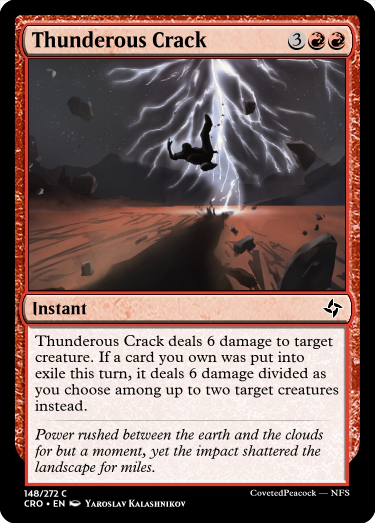 Thunderous Crack 3
Instant
Thunderous Crack deals 6 damage to target
creature. If a card you own was put into
exile this turn, it deals 6 damage divided as
you choose among up to two target creatures
instead.
Power rushed between the earth and the clouds
for but a moment, yet the impact shattered the
landscape for miles.
148/272 C
CRO • EN Yaroslav Kalashnikov
CovetedPeacock — NFS